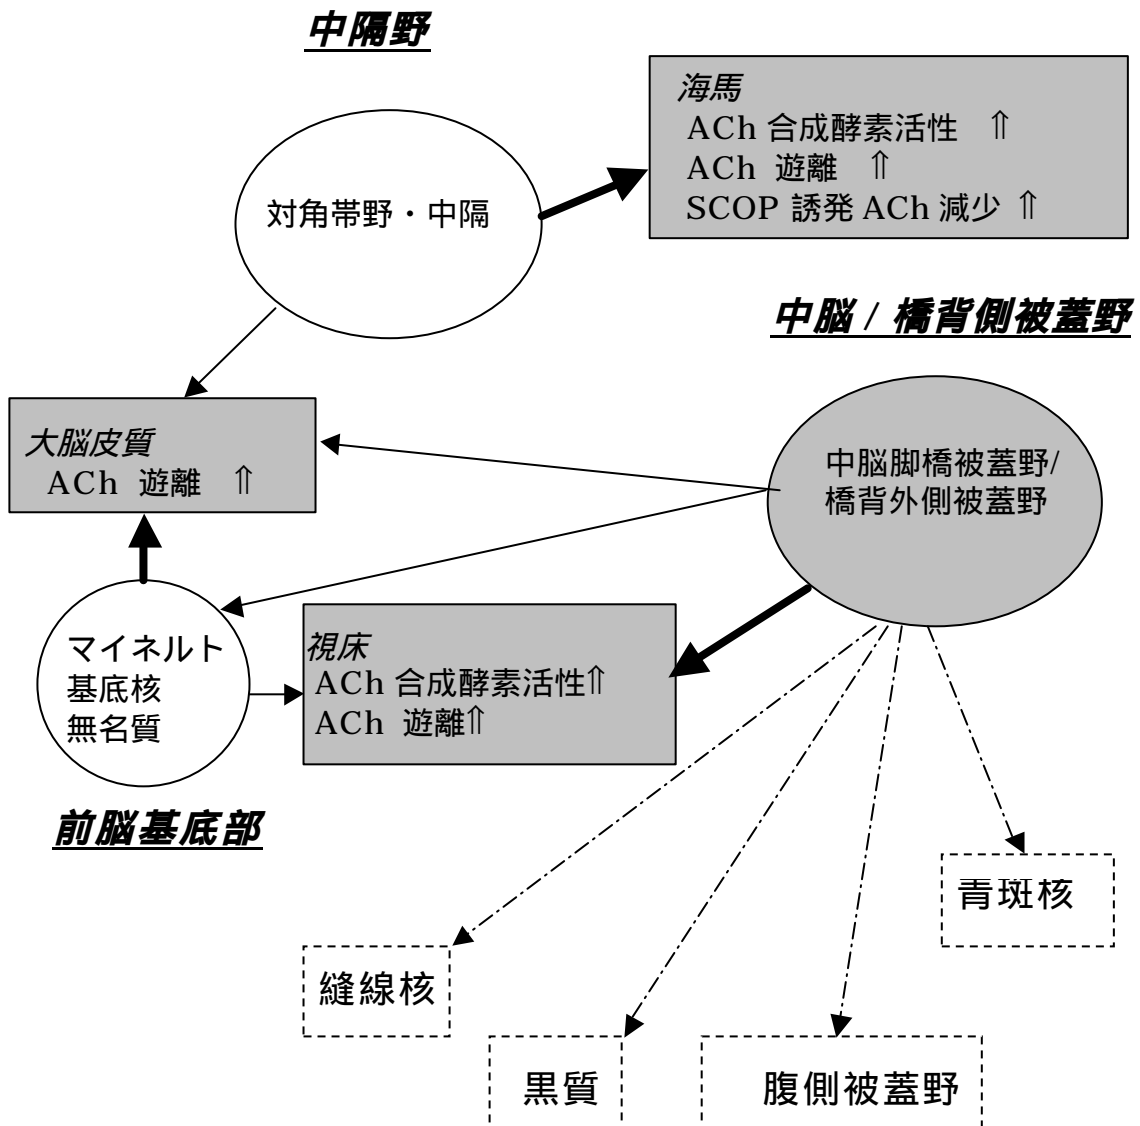 中隔野
海馬
ACh 合成酵素活性 ⇑
ACh 遊離 ⇑
SCOP 誘発 ACh 減少 ⇑
対角帯野・中隔
中脳 / 橋背側被蓋野
大脳皮質
ACh 遊離 ⇑
中脳脚橋被蓋野/
橋背外側被蓋野
マイネルト
基底核
無名質
視床
ACh 合成酵素活性⇑
ACh 遊離⇑
前脳基底部
青斑核
縫線核
黒質
腹側被蓋野